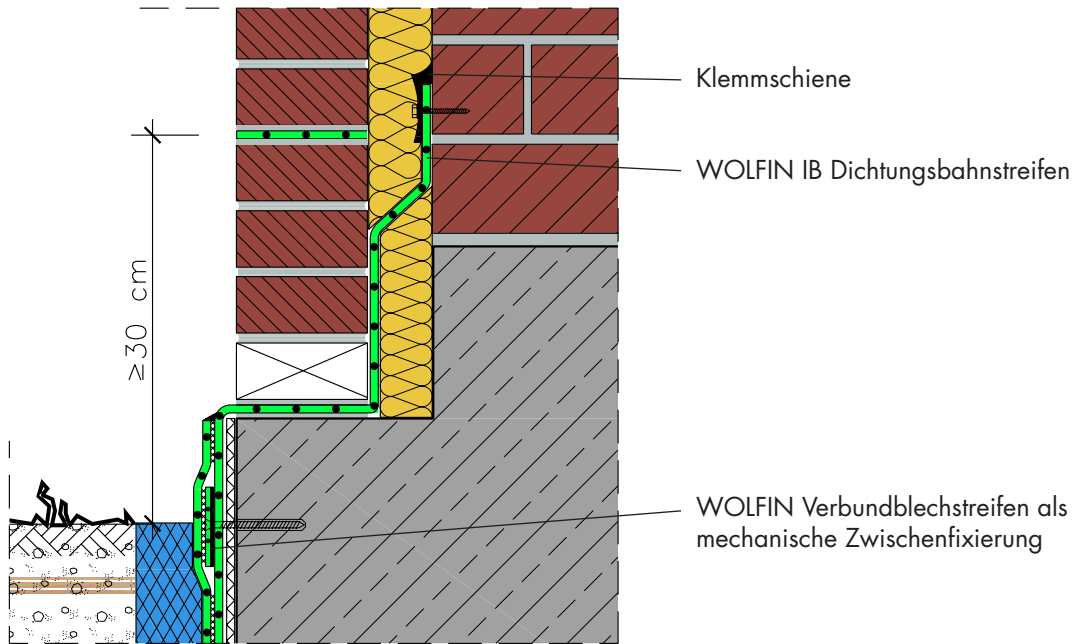 Klemmschiene
WOLFIN IB Dichtungsbahnstreifen
≥30 cm
WOLFIN Verbundblechstreifen als
mechanische Zwischenfixierung